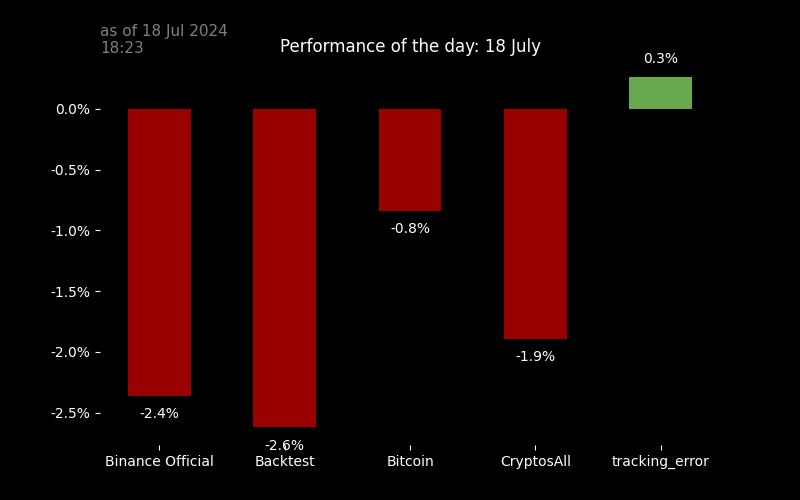 as of 18 Jul 2024
18:23
Performance of the day: 18 July
0.3%
0.0%
-0.5%
-1.0%
-1.5%
-2.0%
-2.5%
-0.8%
-1.9%
-2.4%
-2.6%
Binance Official
Backtest
Bitcoin
CryptosAll
tracking_error